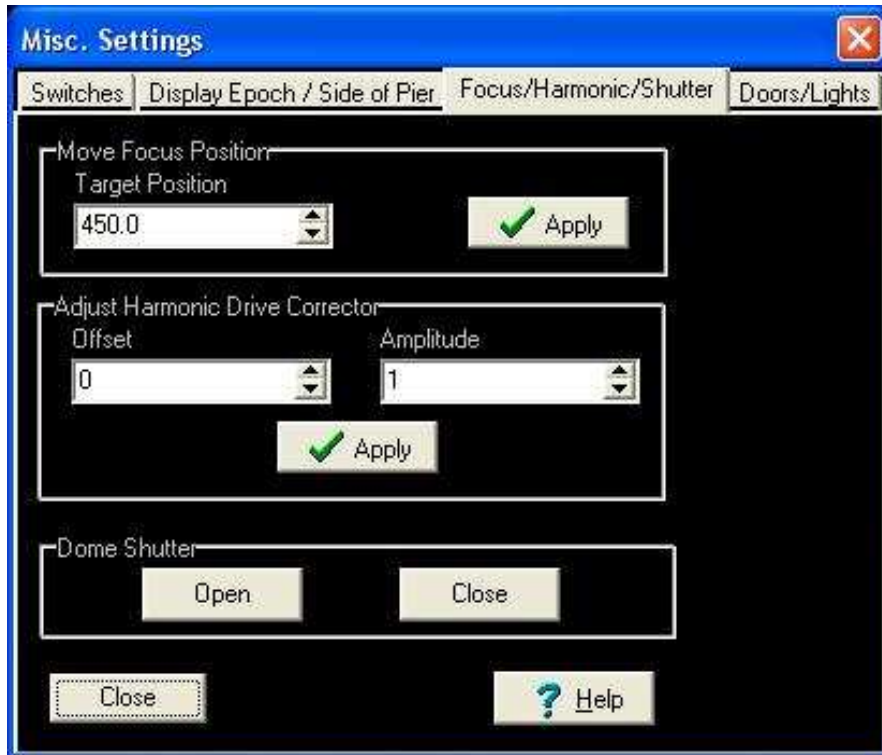 Misc. Settings
Switches Display Epoch / Side of Pier Focus/Harmonic/Shutter Doors/Lights
Move Focus Position
Target Position
450.0 Apply
Adjust Harmonic Drive Corrector
Offset Amplitude
0 1
Apply
Dome Shutter
Open Close
Close Help